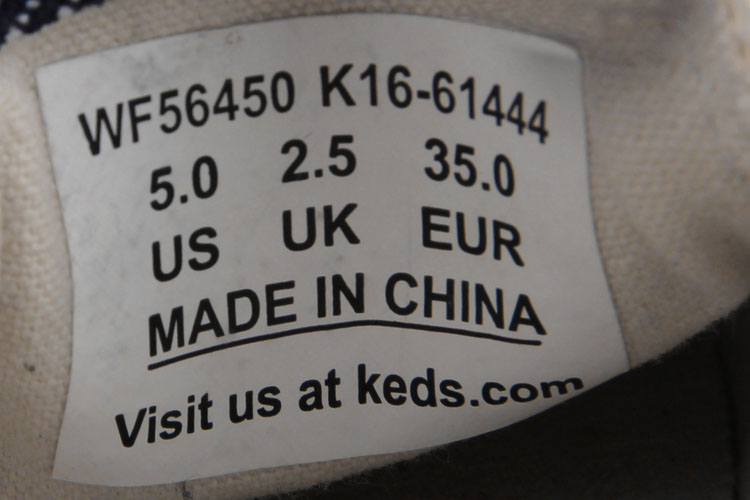 WF56450 K16-61444
5.0 2.5 35.0
US UK EUR
MADE IN CHINA
Visit us at keds.com